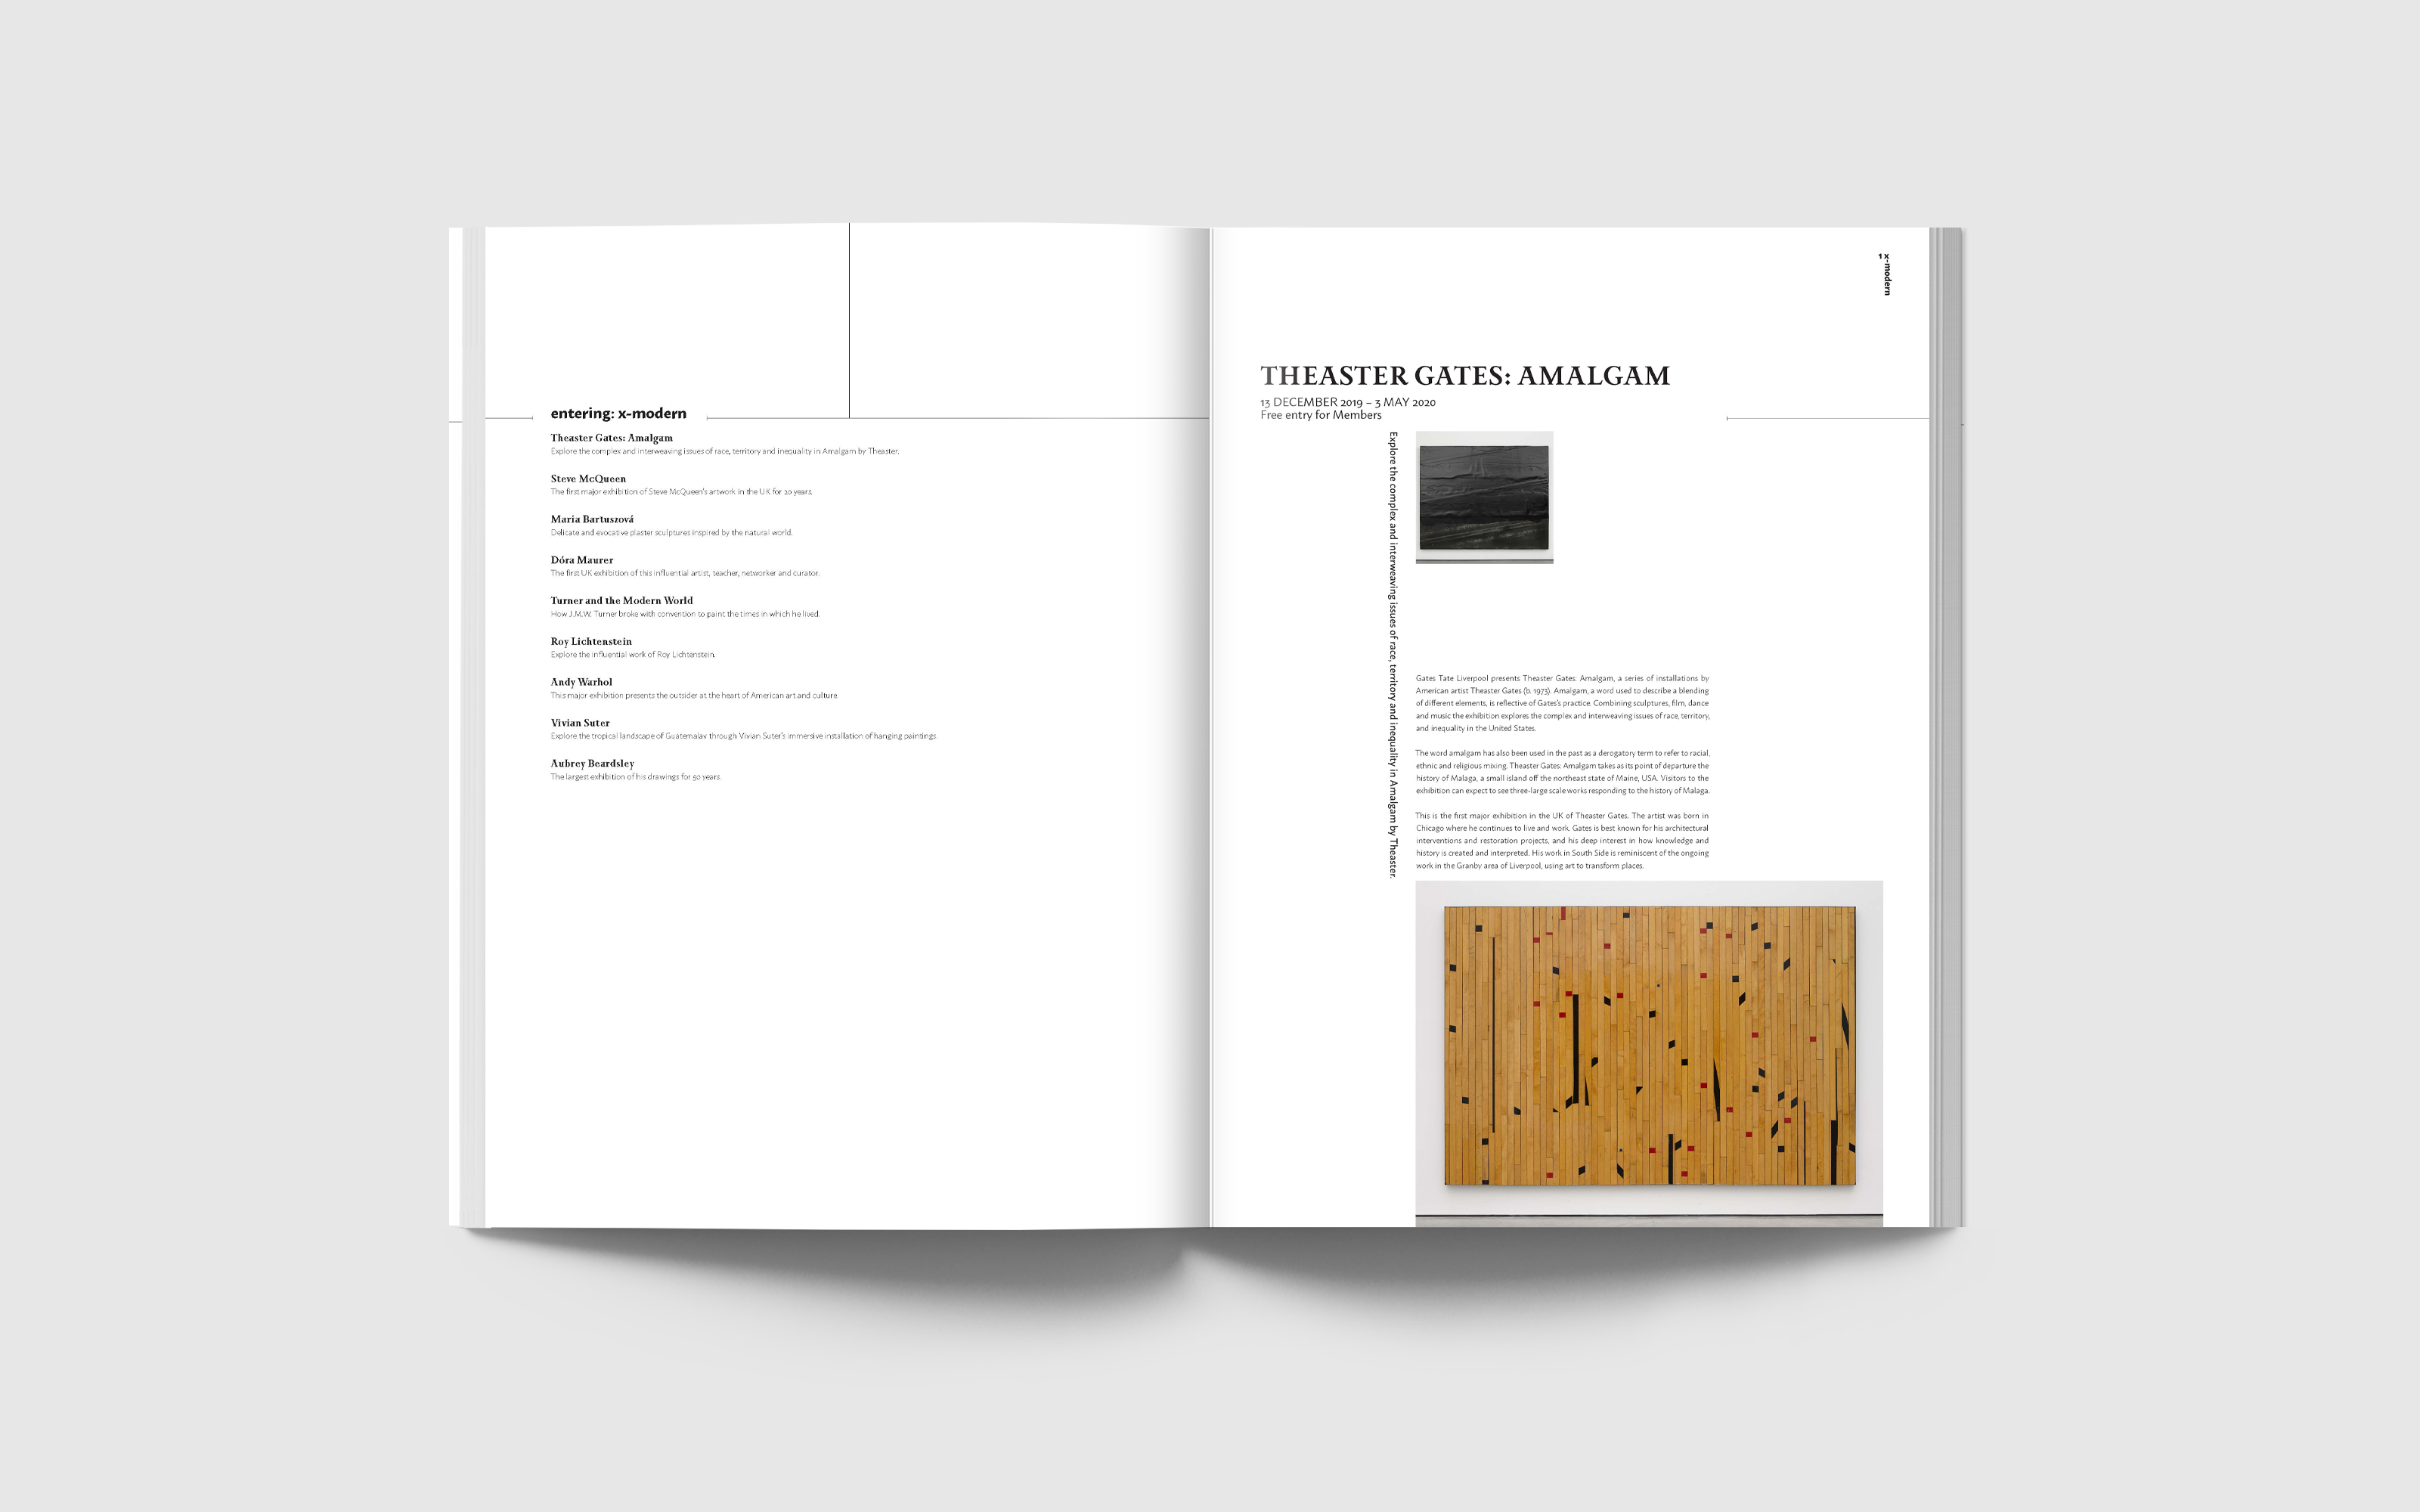 entering: x-modern
Theaster Gates: Amalgam
Explore the complex and interweaving issues of race, territory and inequality in Amalgam by Theaster.
Steve McQueen
The first major exhibition of Steve McQueen's artwork in the UK for 20 years.
Maria Bartuszová
Delicate and evocative plaster sculptures inspired by the natural world.
Dóra Maurer
The first UK exhibition of this influential artist, teacher, networker and curator.
Turner and the Modern World
How J.M.W. Turner broke with convention to paint the times in which he lived.
Roy Lichtenstein
Explore the influential work of Roy Lichtenstein.
Andy Warhol
This major exhibition presents the outsider at the heart of American art and culture.
Vivian Suter
Explore the tropical landscape of Guatemalav through Vivian Suter's immersive installation of hanging paintings.
Aubrey Beardsley
The largest exhibition of his drawings for 50 years.
x-modern
1
THEASTER GATES: AMALGAM
13 DECEMBER 2019 – 3 MAY 2020
Free entry for Members
Explore the complex and interweaving issues of race, territory and inequality in Amalgam by Theaster.
Gates Tate Liverpool presents Theaster Gates: Amalgam, a series of installations by
American artist Theaster Gates (b. 1973). Amalgam, a word used to describe a blending
of different elements, is reflective of Gates's practice. Combining sculptures, film, dance
and music the exhibition explores the complex and interweaving issues of race, territory,
and inequality in the United States.
The word amalgam has also been used in the past as a derogatory term to refer to racial,
ethnic and religious mixing. Theaster Gates: Amalgam takes as its point of departure the
history of Malaga, a small island off the northeast state of Maine, USA. Visitors to the
exhibition can expect to see three-large scale works responding to the history of Malaga.
This is the first major exhibition in the UK of Theaster Gates. The artist was born in
Chicago where he continues to live and work. Gates is best known for his architectural
interventions and restoration projects, and his deep interest in how knowledge and
history is created and interpreted. His work in South Side is reminiscent of the ongoing
work in the Granby area of Liverpool, using art to transform places.